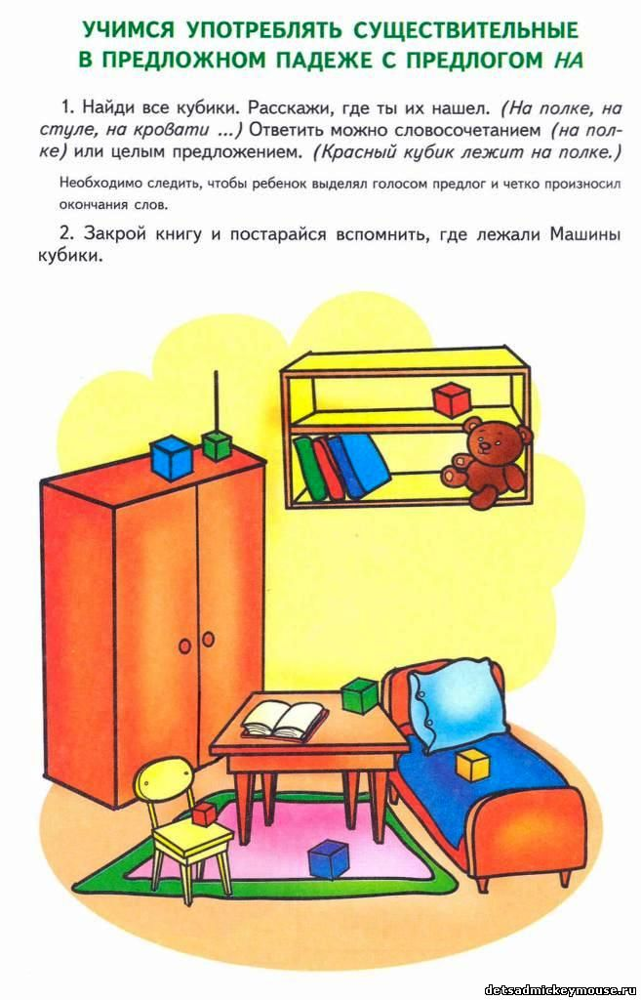 УЧИМСЯ УПОТРЕБЛЯТЬ СУЩЕСТВИТЕЛЬНЫЕ
В ПРЕДЛОЖНОМ ПАДЕЖЕ С ПРЕДЛОГОМ НА
1. Найди все кубики. Расскажи, где ты их нашел. (На полке, на
стуле, на кровати ...) Ответить можно словосочетанием (на пол-
ке) или целым предложением. (Красный кубик лежит на полке.)
Необходимо следить, чтобы ребенок выделял голосом предлог и четко произносил
окончания слов.
2. Закрой книгу и постарайся вспомнить, где лежали Машины
кубики.
detsadmickeymouse.ru